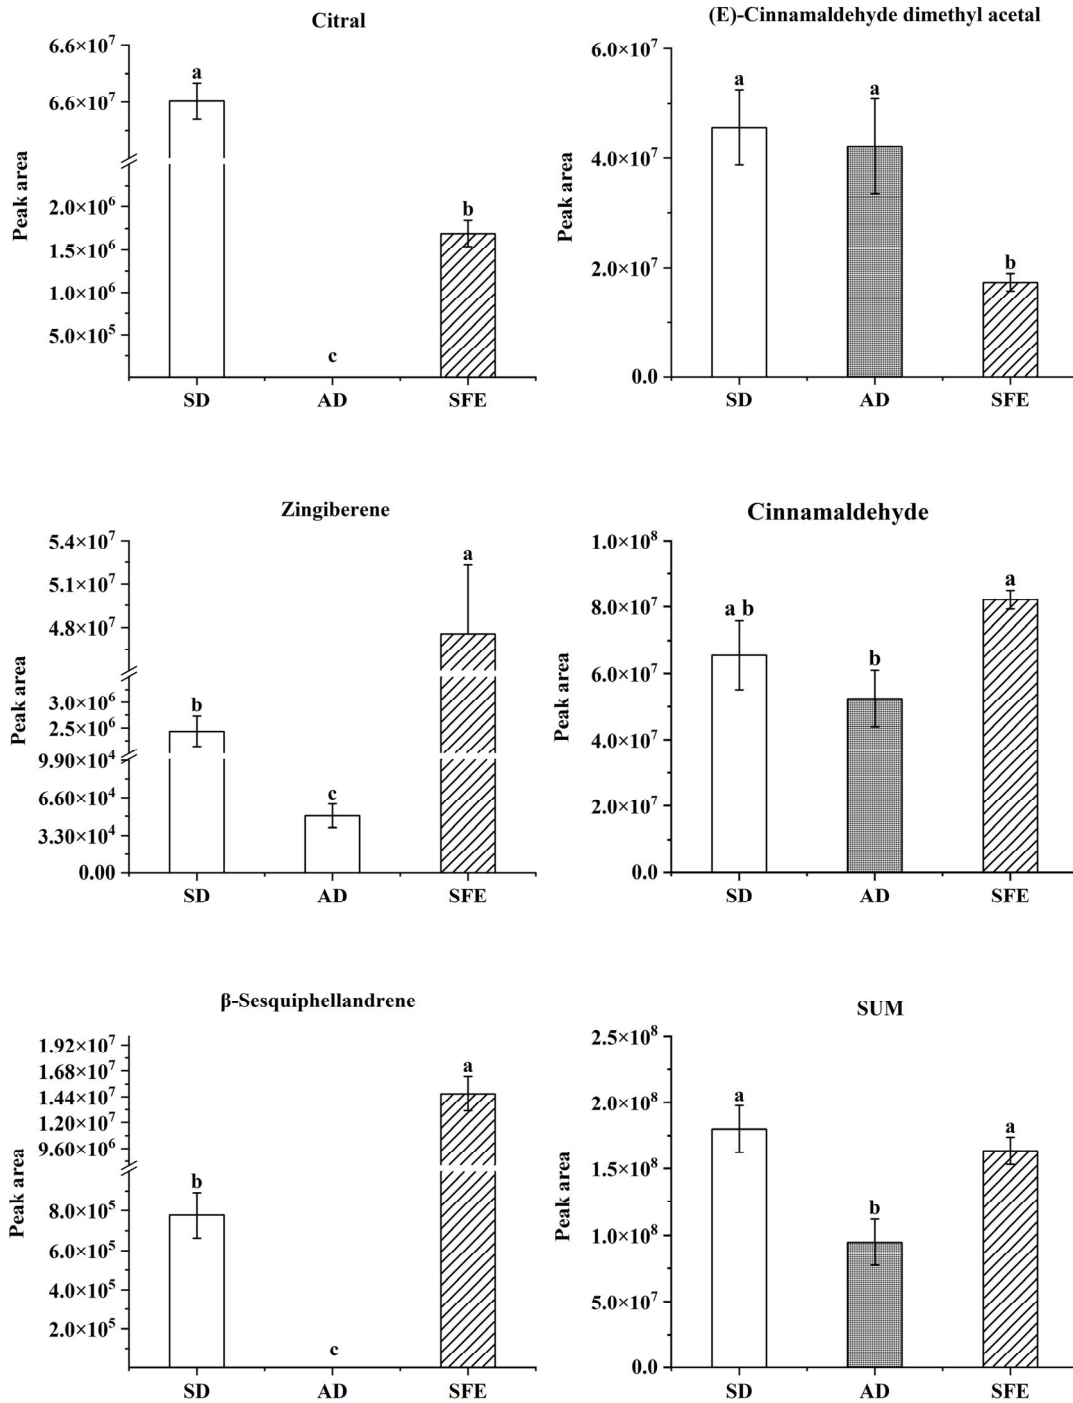 Citral
6.6×10⁷
6.6×10⁷
2.0×10⁶
1.5×10⁶
1.0×10⁶
5.0×10⁵
Peak area
a
c
b
SD AD SFE
(E)-Cinnamaldehyde dimethyl acetal
6.0×10⁷
4.0×10⁷
2.0×10⁷
0.0
Peak area
a
a
b
SD AD SFE
Zingiberene
5.4×10⁷
5.1×10⁷
4.8×10⁷
3.0×10⁶
2.5×10⁶
9.90×10⁴
6.60×10⁴
3.30×10⁴
0.00
Peak area
b
c
a
SD AD SFE
Cinnamaldehyde
1.0×10⁸
8.0×10⁷
6.0×10⁷
4.0×10⁷
2.0×10⁷
0.0
Peak area
a b
b
a
SD AD SFE
β-Sesquiphellandrene
1.92×10⁷
1.68×10⁷
1.44×10⁷
1.20×10⁷
9.60×10⁶
8.0×10⁵
6.0×10⁵
4.0×10⁵
2.0×10⁵
Peak area
b
c
a
SD AD SFE
SUM
2.5×10⁸
2.0×10⁸
1.5×10⁸
1.0×10⁸
5.0×10⁷
0.0
Peak area
a
b
a
SD AD SFE